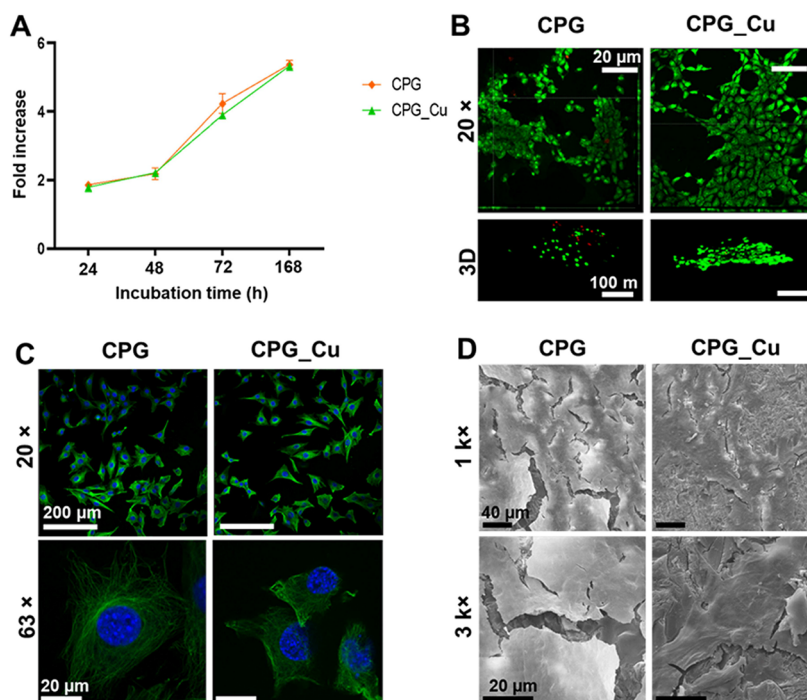 A
6
4
2
0
Fold increase
24 48 72 168
Incubation time (h)
CPG
CPG_Cu
B
CPG CPG_Cu
20 ×
20 µm
3D
100 m
C
CPG CPG_Cu
20 ×
200 µm
63 ×
20 µm
D
CPG CPG_Cu
1 k×
40 µm
3 k×
20 µm